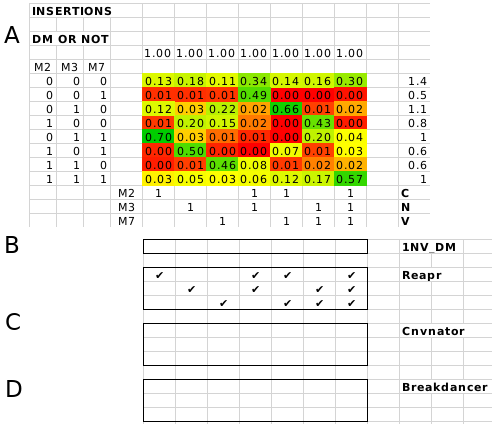 INSERTIONS
A
DM OR NOT
1.00 1.00 1.00 1.00 1.00 1.00 1.00
M2 M3 M7
0 0 0 0.13 0.18 0.11 0.34 0.14 0.16 0.30 1.4
0 0 1 0.01 0.01 0.01 0.49 0.00 0.00 0.00 0.5
0 1 0 0.12 0.03 0.22 0.02 0.66 0.01 0.02 1.1
1 0 0 0.01 0.20 0.15 0.02 0.00 0.43 0.00 0.8
0 1 1 0.70 0.03 0.01 0.01 0.00 0.20 0.04 1
1 0 1 0.00 0.50 0.00 0.00 0.07 0.01 0.03 0.6
1 1 0 0.00 0.01 0.46 0.08 0.01 0.02 0.02 0.6
1 1 1 0.03 0.05 0.03 0.06 0.12 0.17 0.57 1
M2 1 1 1 1 C
M3 1 1 1 1 N
M7 1 1 1 1 V
B
1NV_DM
✔ ✔ ✔ ✔ Reapr
✔ ✔ ✔ ✔
✔ ✔ ✔ ✔
C
Cnvnator
D
Breakdancer